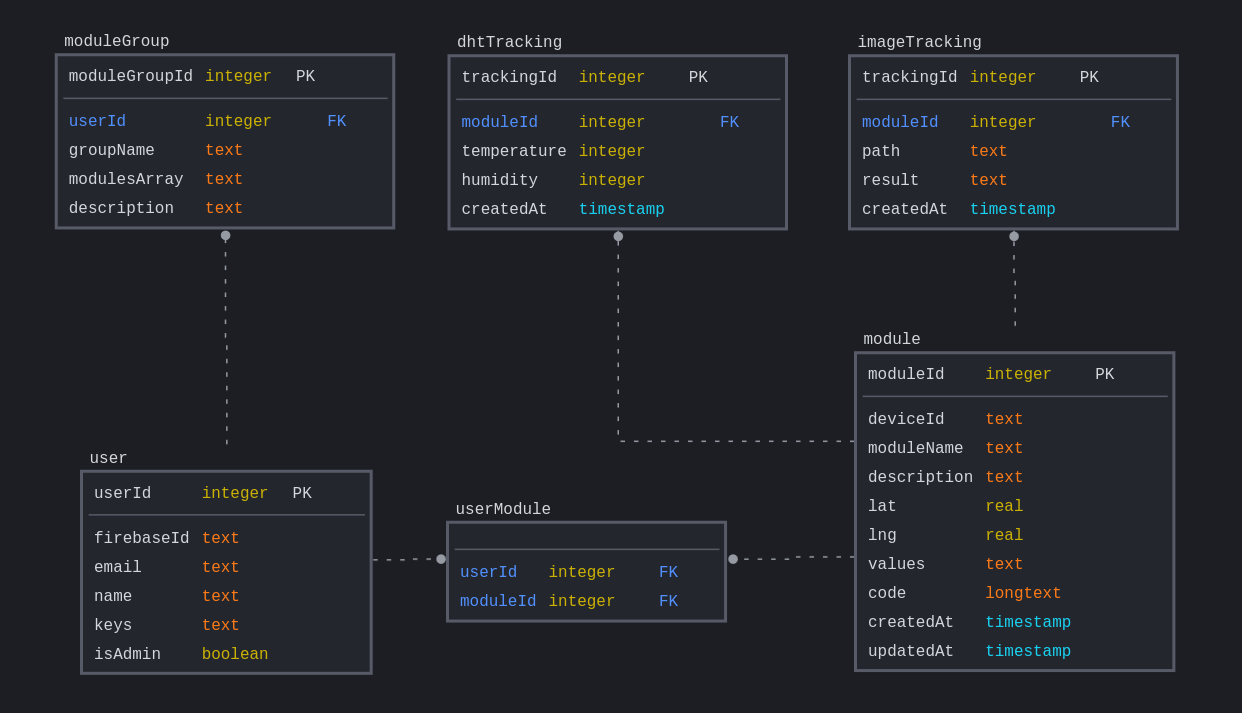 moduleGroup
moduleGroupId integer PK
userId integer FK
groupName text
modulesArray text
description text
dhtTracking
trackingId integer PK
moduleId integer FK
temperature integer
humidity integer
createdAt timestamp
imageTracking
trackingId integer PK
moduleId integer FK
path text
result text
createdAt timestamp
user
userId integer PK
firebaseId text
email text
name text
keys text
isAdmin boolean
userModule
userId integer FK
moduleId integer FK
module
moduleId integer PK
deviceId text
moduleName text
description text
lat real
lng real
values text
code longtext
createdAt timestamp
updatedAt timestamp